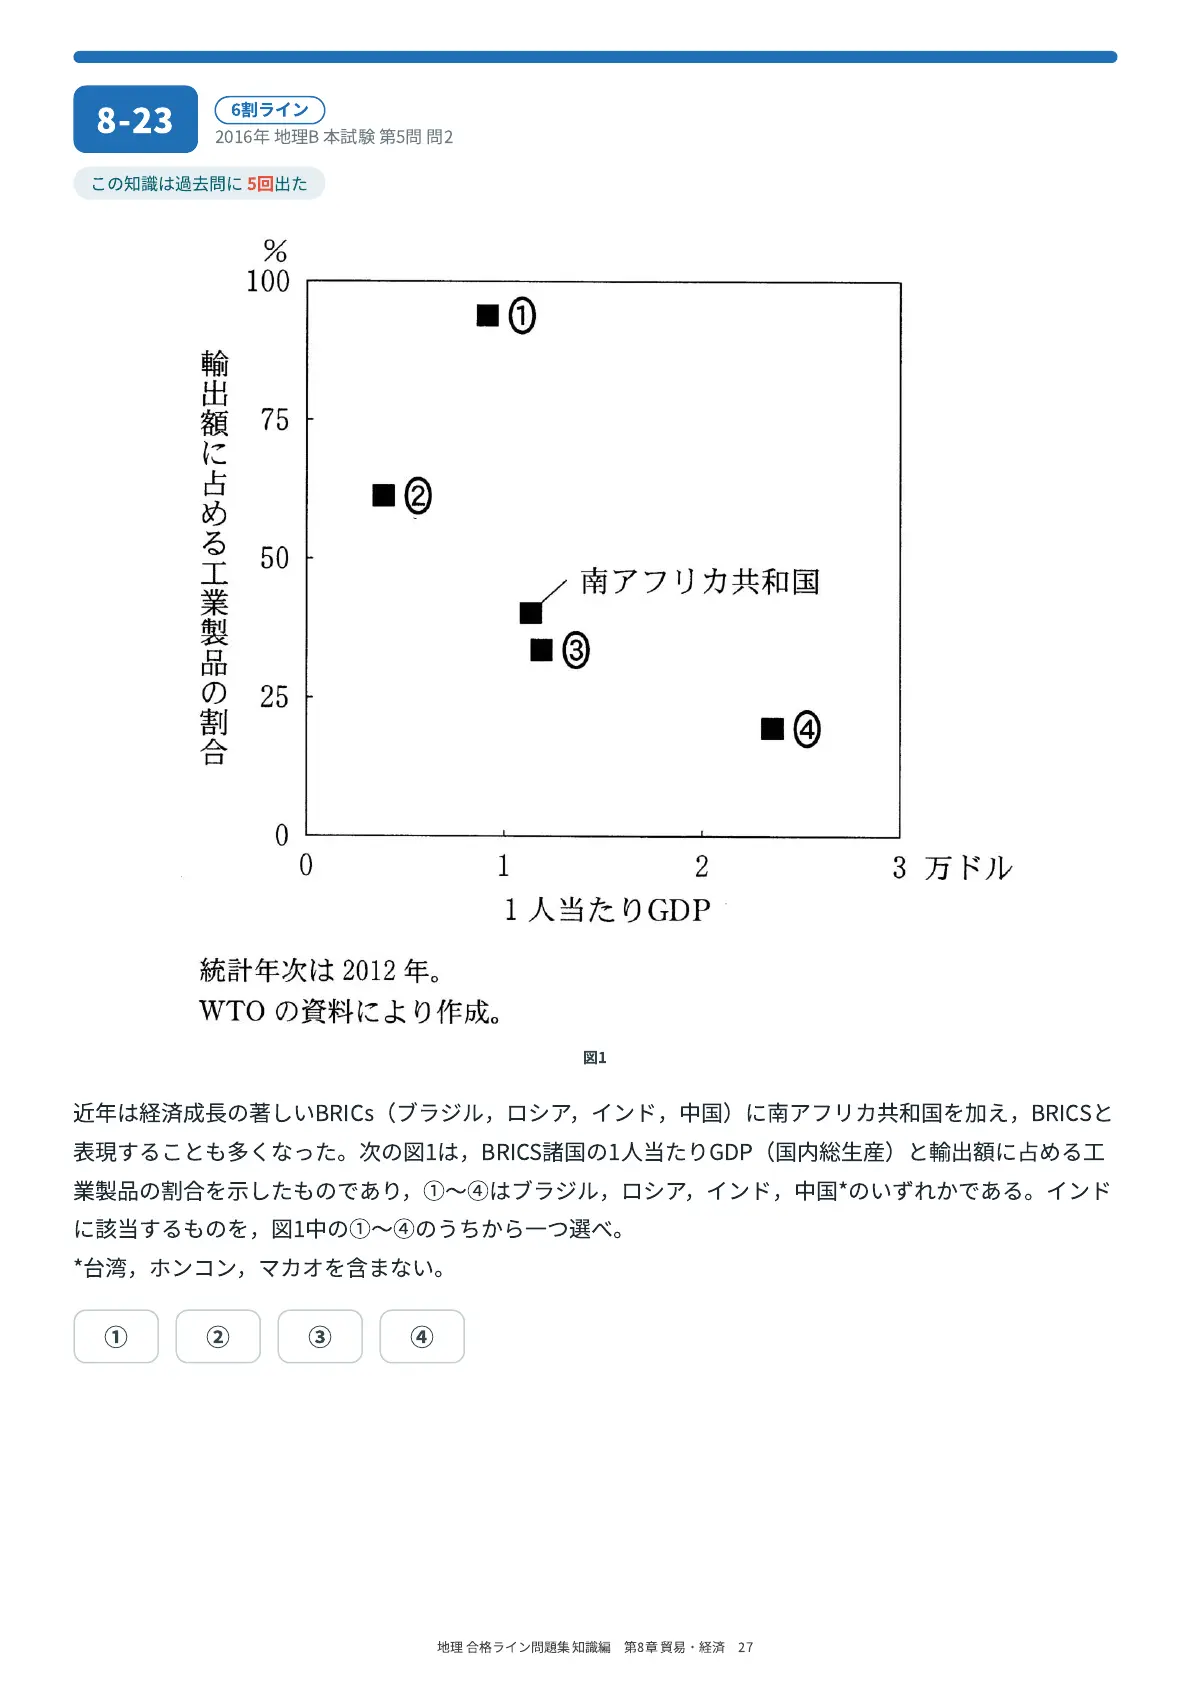 8-23
6割ライン
2016年 地理B 本試験 第5問 問2
この知識は過去問に 5回出た
%
100
75
50
25
0
輸出額に占める工業製品の割合
①
②
南アフリカ共和国
③
④
0 1 2 3 万ドル
1人当たりGDP
統計年次は 2012 年。
WTO の資料により作成。
図1
近年は経済成長の著しいBRICs（ブラジル，ロシア，インド，中国）に南アフリカ共和国を加え，BRICSと
表現することも多くなった。次の図1は，BRICS諸国の1人当たりGDP（国内総生産）と輸出額に占める工
業製品の割合を示したものであり，①～④はブラジル，ロシア，インド，中国*のいずれかである。インド
に該当するものを，図1中の①～④のうちから一つ選べ。
*台湾，ホンコン，マカオを含まない。
① ② ③ ④
地理 合格ライン問題集 知識編 第8章 貿易・経済 27